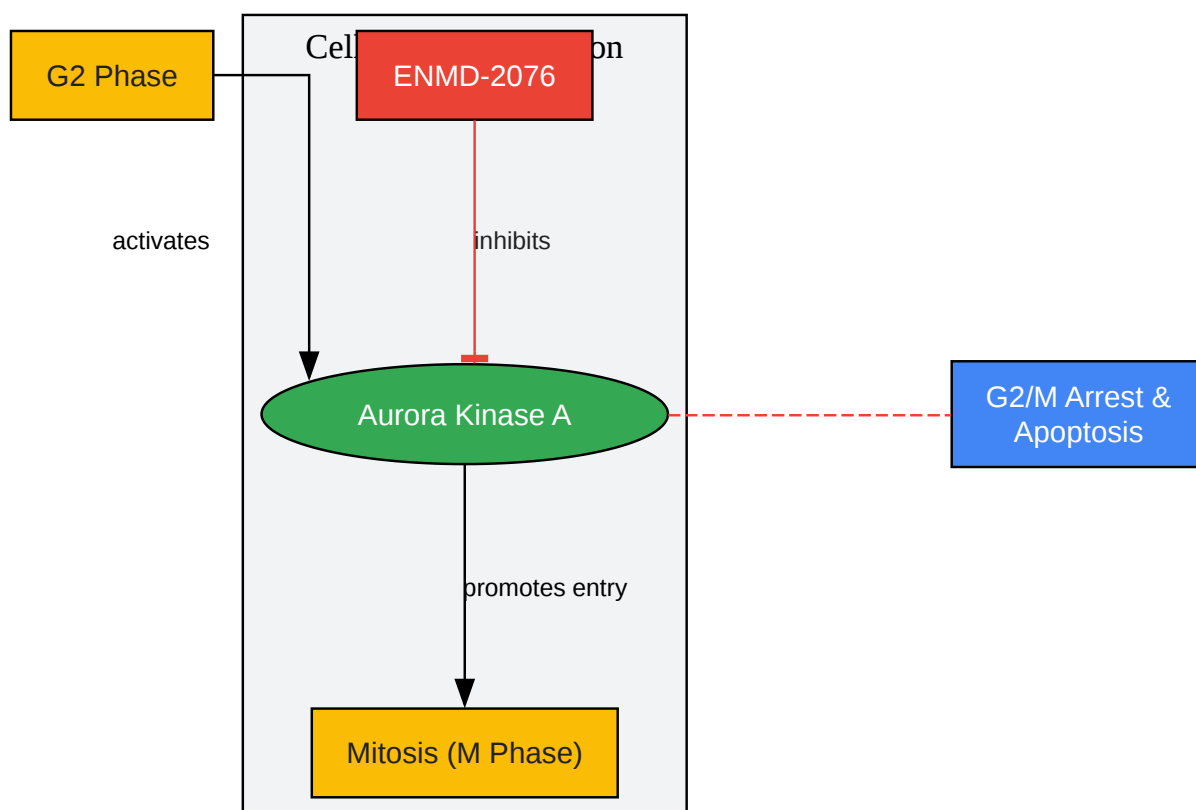 G2 Phase
ENMD-2076
activates
inhibits
Aurora Kinase A
G2/M Arrest &
Apoptosis
promotes entry
Mitosis (M Phase)